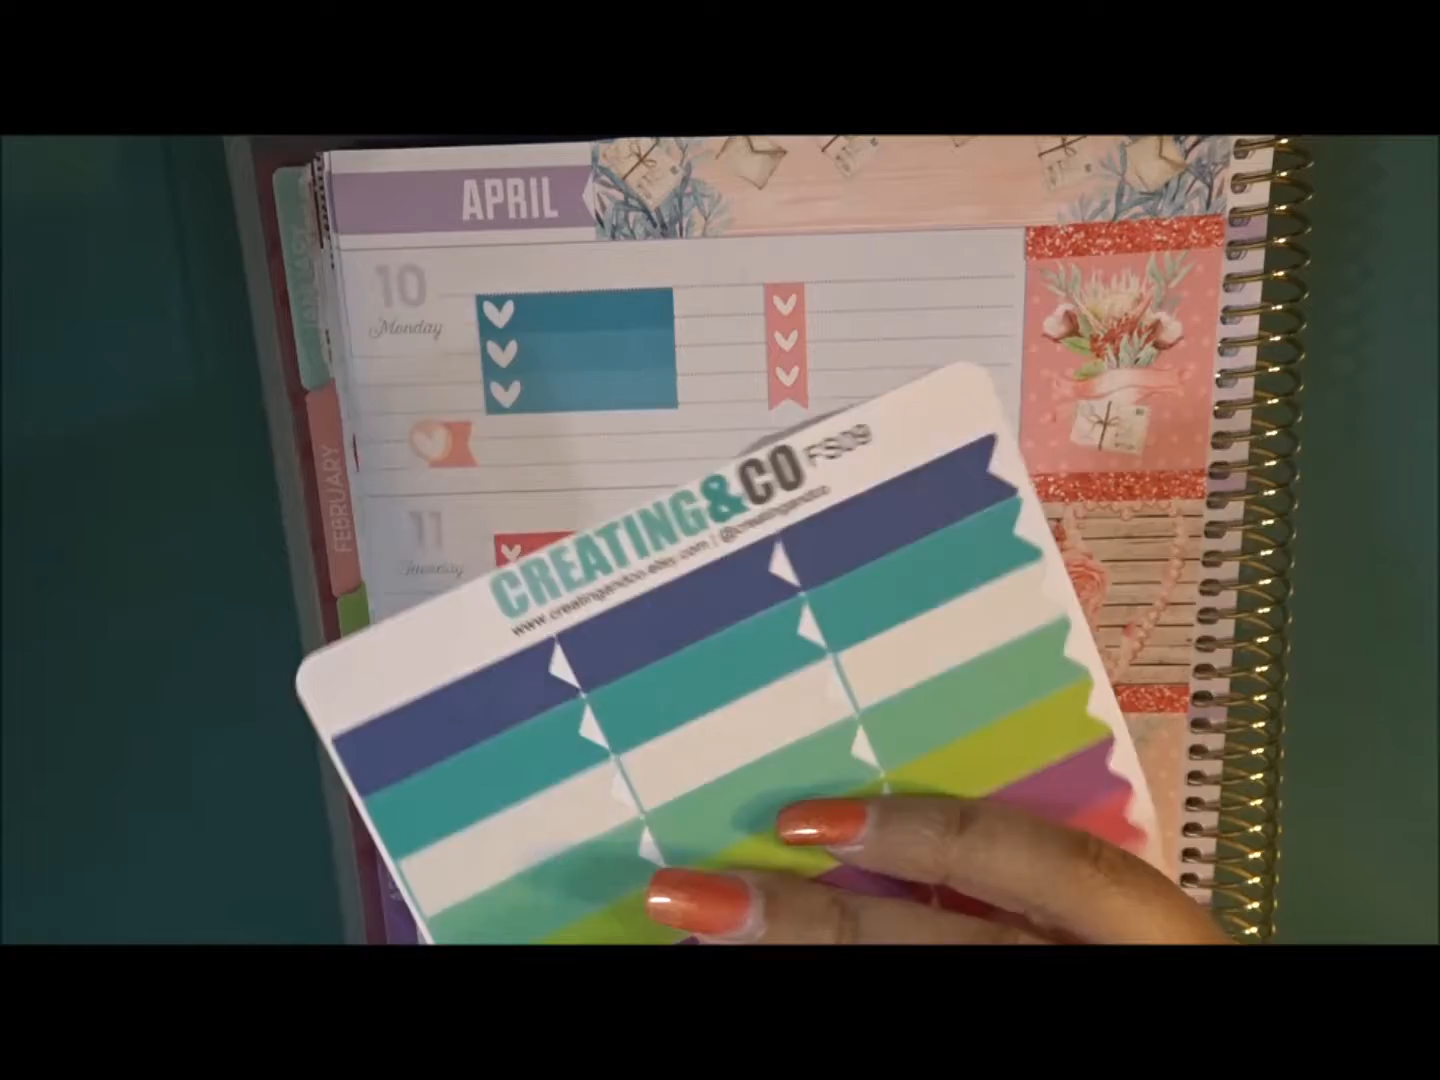 APRIL
10
Monday
FEBRUARY
11
CREATING&CO FS09
www.creatingandco.etsy.com | @creatingandco